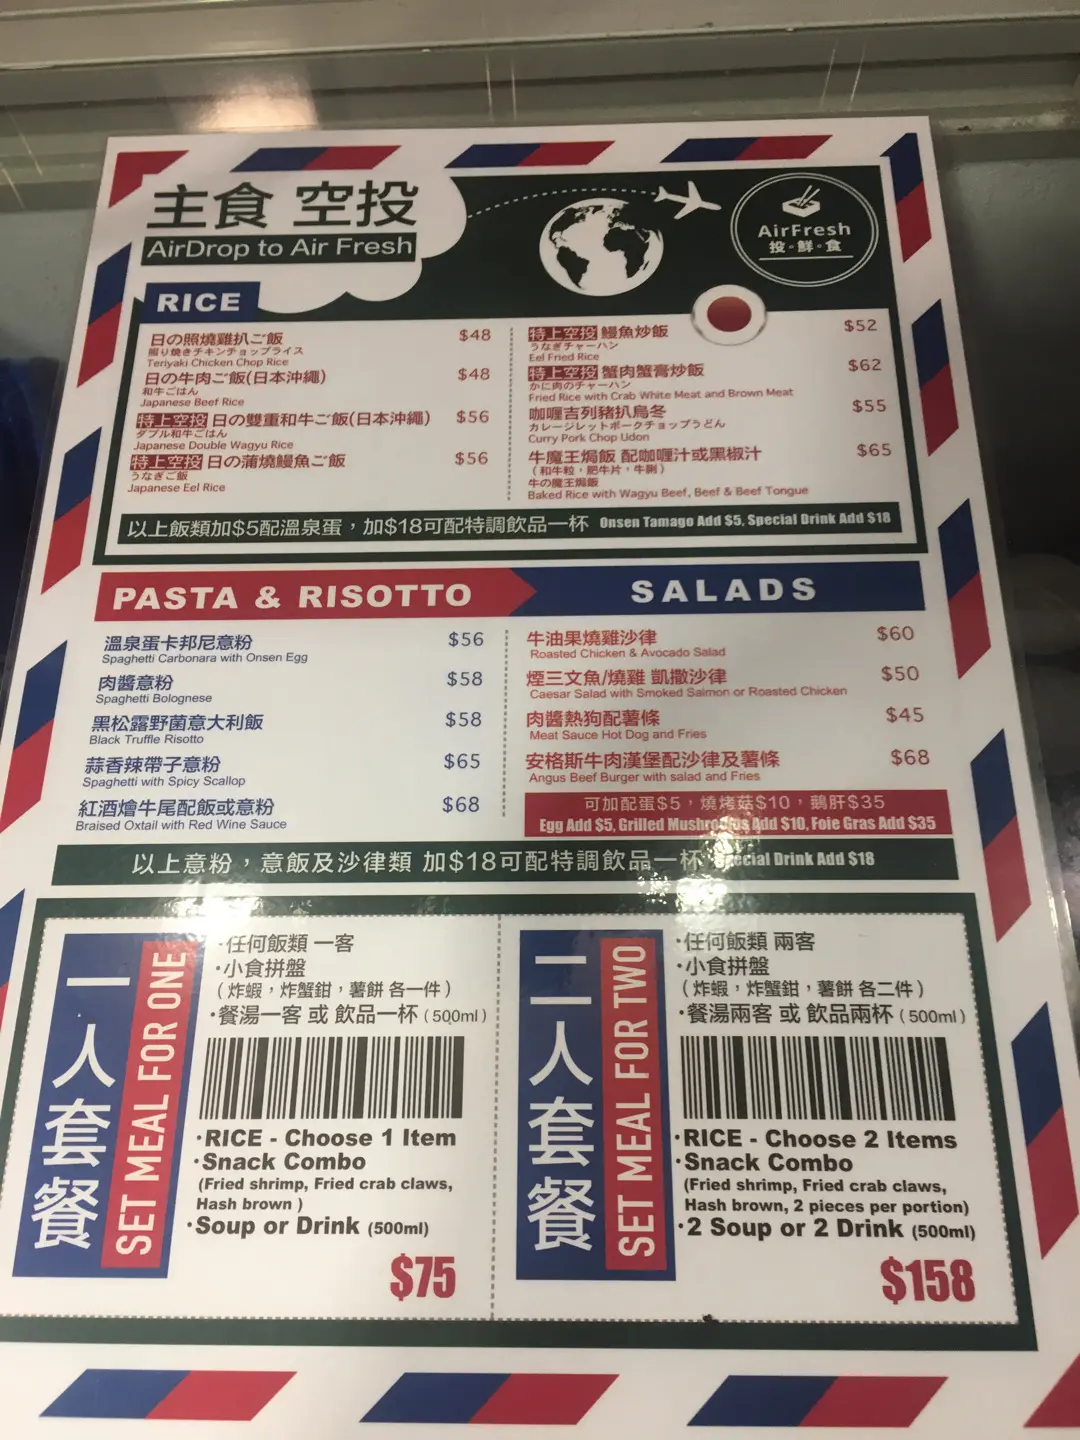 主食 空投
AirDrop to Air Fresh
AirFresh
投。鮮。食
RICE
日の照燒雞扒ご飯 $48
照り焼きチキンチョップライス
Teriyaki Chicken Chop Rice
日の牛肉ご飯(日本沖繩) $48
和牛ごはん
Japanese Beef Rice
特上空投 日の雙重和牛ご飯(日本沖繩) $56
ダブル和牛ごはん
Japanese Double Wagyu Rice
特上空投 日の蒲燒鰻魚ご飯 $56
うなぎご飯
Japanese Eel Rice
特上空投 鰻魚炒飯 $52
うなぎチャーハン
Eel Fried Rice
特上空投 蟹肉蟹膏炒飯 $62
かに肉のチャーハン
Fried Rice with Crab White Meat and Brown Meat
咖喱吉列豬扒烏冬 $55
カレージレットポークチョップうどん
Curry Pork Chop Udon
牛魔王焗飯 配咖喱汁或黑椒汁 $65
（和牛粒，肥牛片，牛脷）
牛の魔王焗飯
Baked Rice with Wagyu Beef, Beef & Beef Tongue
以上飯類加$5配溫泉蛋，加$18可配特調飲品一杯 Onsen Tamago Add $5, Special Drink Add $18
PASTA & RISOTTO
溫泉蛋卡邦尼意粉 $56
Spaghetti Carbonara with Onsen Egg
肉醬意粉 $58
Spaghetti Bolognese
黑松露野菌意大利飯 $58
Black Truffle Risotto
蒜香辣帶子意粉 $65
Spaghetti with Spicy Scallop
紅酒燴牛尾配飯或意粉 $68
Braised Oxtail with Red Wine Sauce
SALADS
牛油果燒雞沙律 $60
Roasted Chicken & Avocado Salad
煙三文魚/燒雞 凱撒沙律 $50
Caesar Salad with Smoked Salmon or Roasted Chicken
肉醬熱狗配薯條 $45
Meat Sauce Hot Dog and Fries
安格斯牛肉漢堡配沙律及薯條 $68
Angus Beef Burger with salad and Fries
可加配蛋$5，燒烤菇$10，鵝肝$35
Egg Add $5, Grilled Mushrooms Add $10, Foie Gras Add $35
以上意粉，意飯及沙律類 加$18可配特調飲品一杯 Special Drink Add $18
一人套餐
SET MEAL FOR ONE
·任何飯類 一客
·小食拼盤
（炸蝦，炸蟹鉗，薯餅 各一件）
·餐湯一客 或 飲品一杯（500ml）
·RICE - Choose 1 Item
·Snack Combo
(Fried shrimp, Fried crab claws,
Hash brown )
·Soup or Drink (500ml)
$75
二人套餐
SET MEAL FOR TWO
·任何飯類 兩客
·小食拼盤
（炸蝦，炸蟹鉗，薯餅 各二件）
·餐湯兩客 或 飲品兩杯（500ml）
·RICE - Choose 2 Items
·Snack Combo
(Fried shrimp, Fried crab claws,
Hash brown, 2 pieces per portion)
·2 Soup or 2 Drink (500ml)
$158